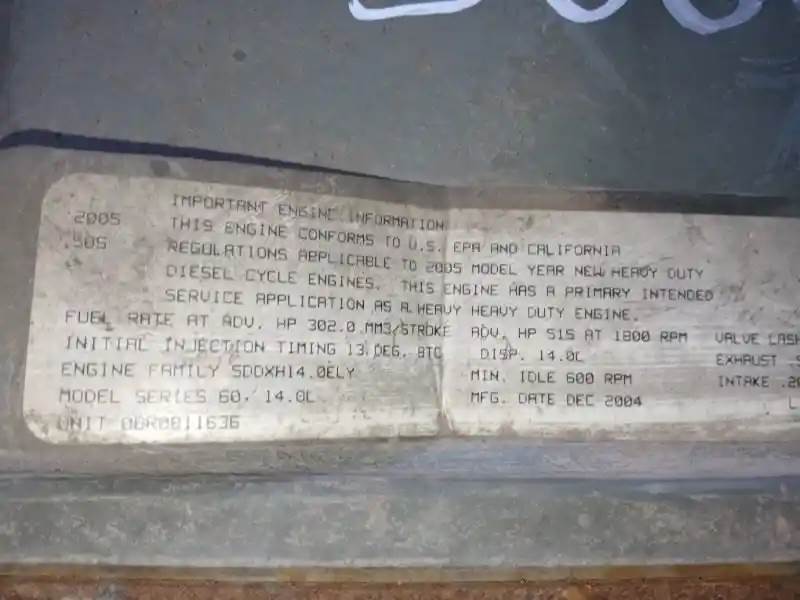 IMPORTANT ENGINE INFORMATION
2005 THIS ENGINE CONFORMS TO U.S. EPA AND CALIFORNIA
.50S REGULATIONS APPLICABLE TO 2005 MODEL YEAR NEW HEAVY DUTY
DIESEL CYCLE ENGINES. THIS ENGINE HAS A PRIMARY INTENDED
SERVICE APPLICATION AS A HEAVY HEAVY DUTY ENGINE.
FUEL RATE AT ADV. HP 302.0 MM3/STROKE ADV. HP 515 AT 1800 RPM VALVE LASH
INITIAL INJECTION TIMING 13 DEG. BTC DISP. 14.0L EXHAUST
ENGINE FAMILY 5DDXH14.0ELY MIN. IDLE 600 RPM INTAKE .20
MODEL SERIES 60, 14.0L MFG. DATE DEC 2004
UNIT 06R0811636